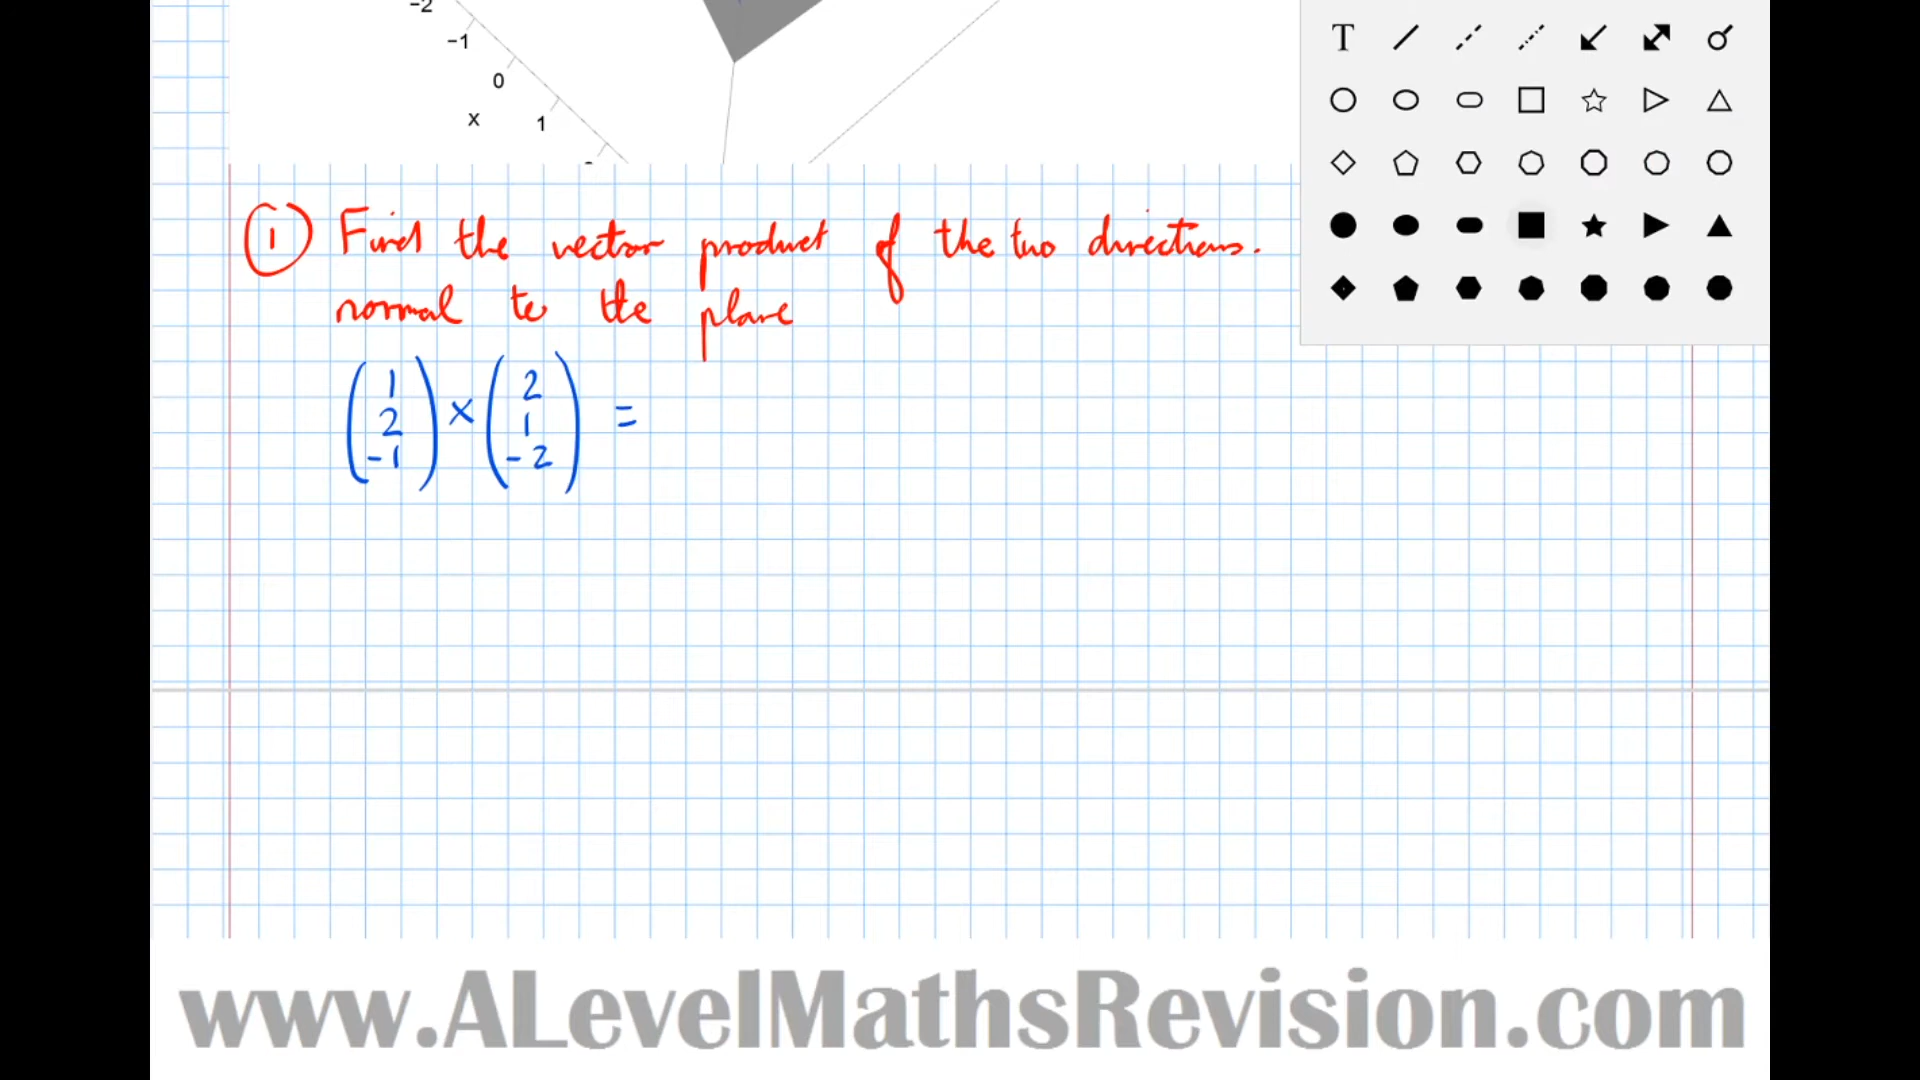 −2
−1
0
x
1
T
① Find the vector product of the two directions.
normal to the plane
(1 2 -1) × (2 1 -2) =
www.ALevelMathsRevision.com